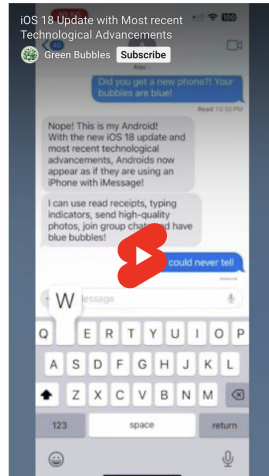 iOS 18 Update with Most recent
Technological Advancements
Green Bubbles Subscribe
Alex
Did you get a new phone?! Your
bubbles are blue!
Read 12:30 PM
Nope! This is my Android!
With the new iOS 18 update and
most recent technological
advancements, Androids now
appear as if they are using an
iPhone with iMessage!
I can use read receipts, typing
indicators, send high-quality
photos, join group chats and have
blue bubbles!
could never tell
Delivered
W
Q E R T Y U I O P
A S D F G H J K L
Z X C V B N M
123 space return